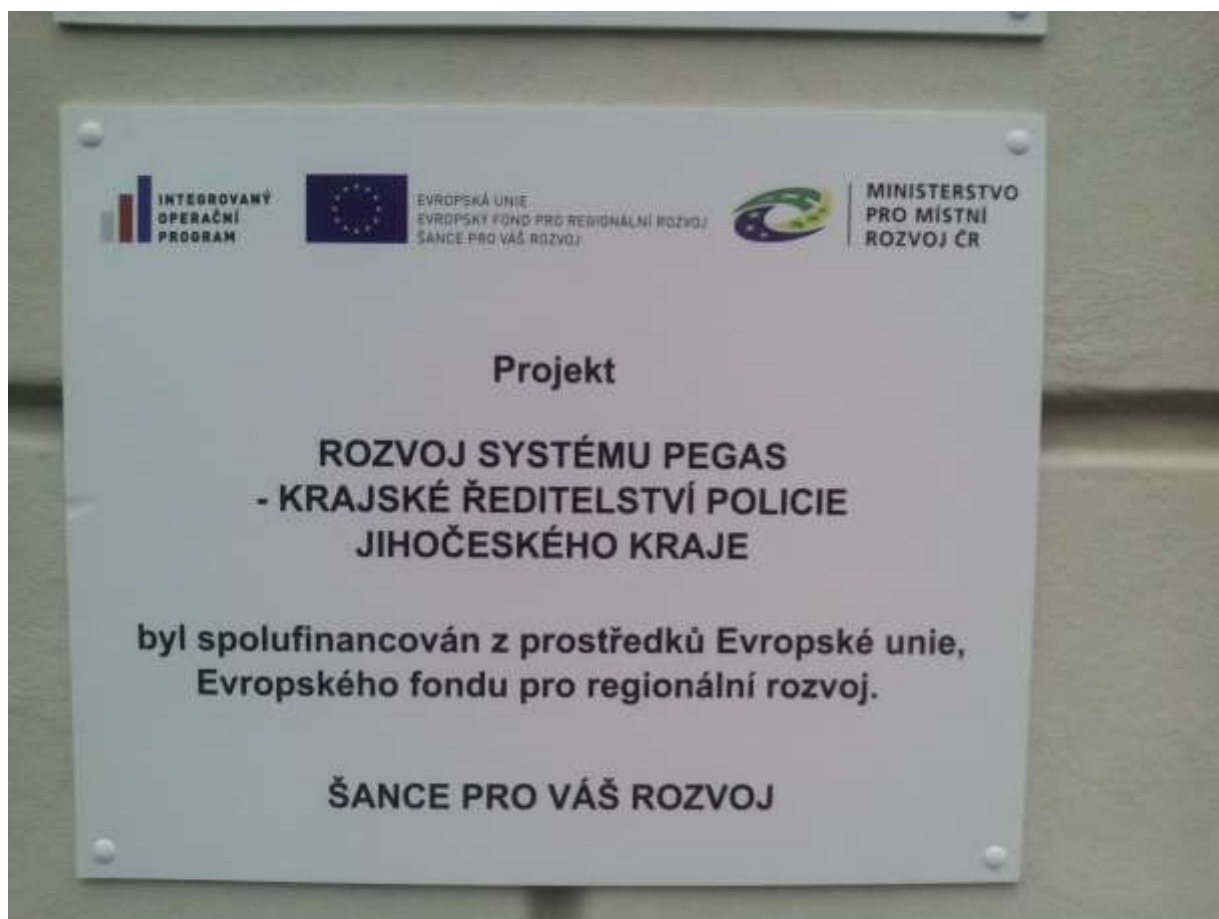 INTEGROVANÝ
OPERAČNÍ
PROGRAM
EVROPSKÁ UNIE
EVROPSKÝ FOND PRO REGIONÁLNÍ ROZVOJ
ŠANCE PRO VÁŠ ROZVOJ
MINISTERSTVO
PRO MÍSTNÍ
ROZVOJ ČR
Projekt
ROZVOJ SYSTÉMU PEGAS
- KRAJSKÉ ŘEDITELSTVÍ POLICIE
JIHOČESKÉHO KRAJE
byl spolufinancován z prostředků Evropské unie,
Evropského fondu pro regionální rozvoj.
ŠANCE PRO VÁŠ ROZVOJ